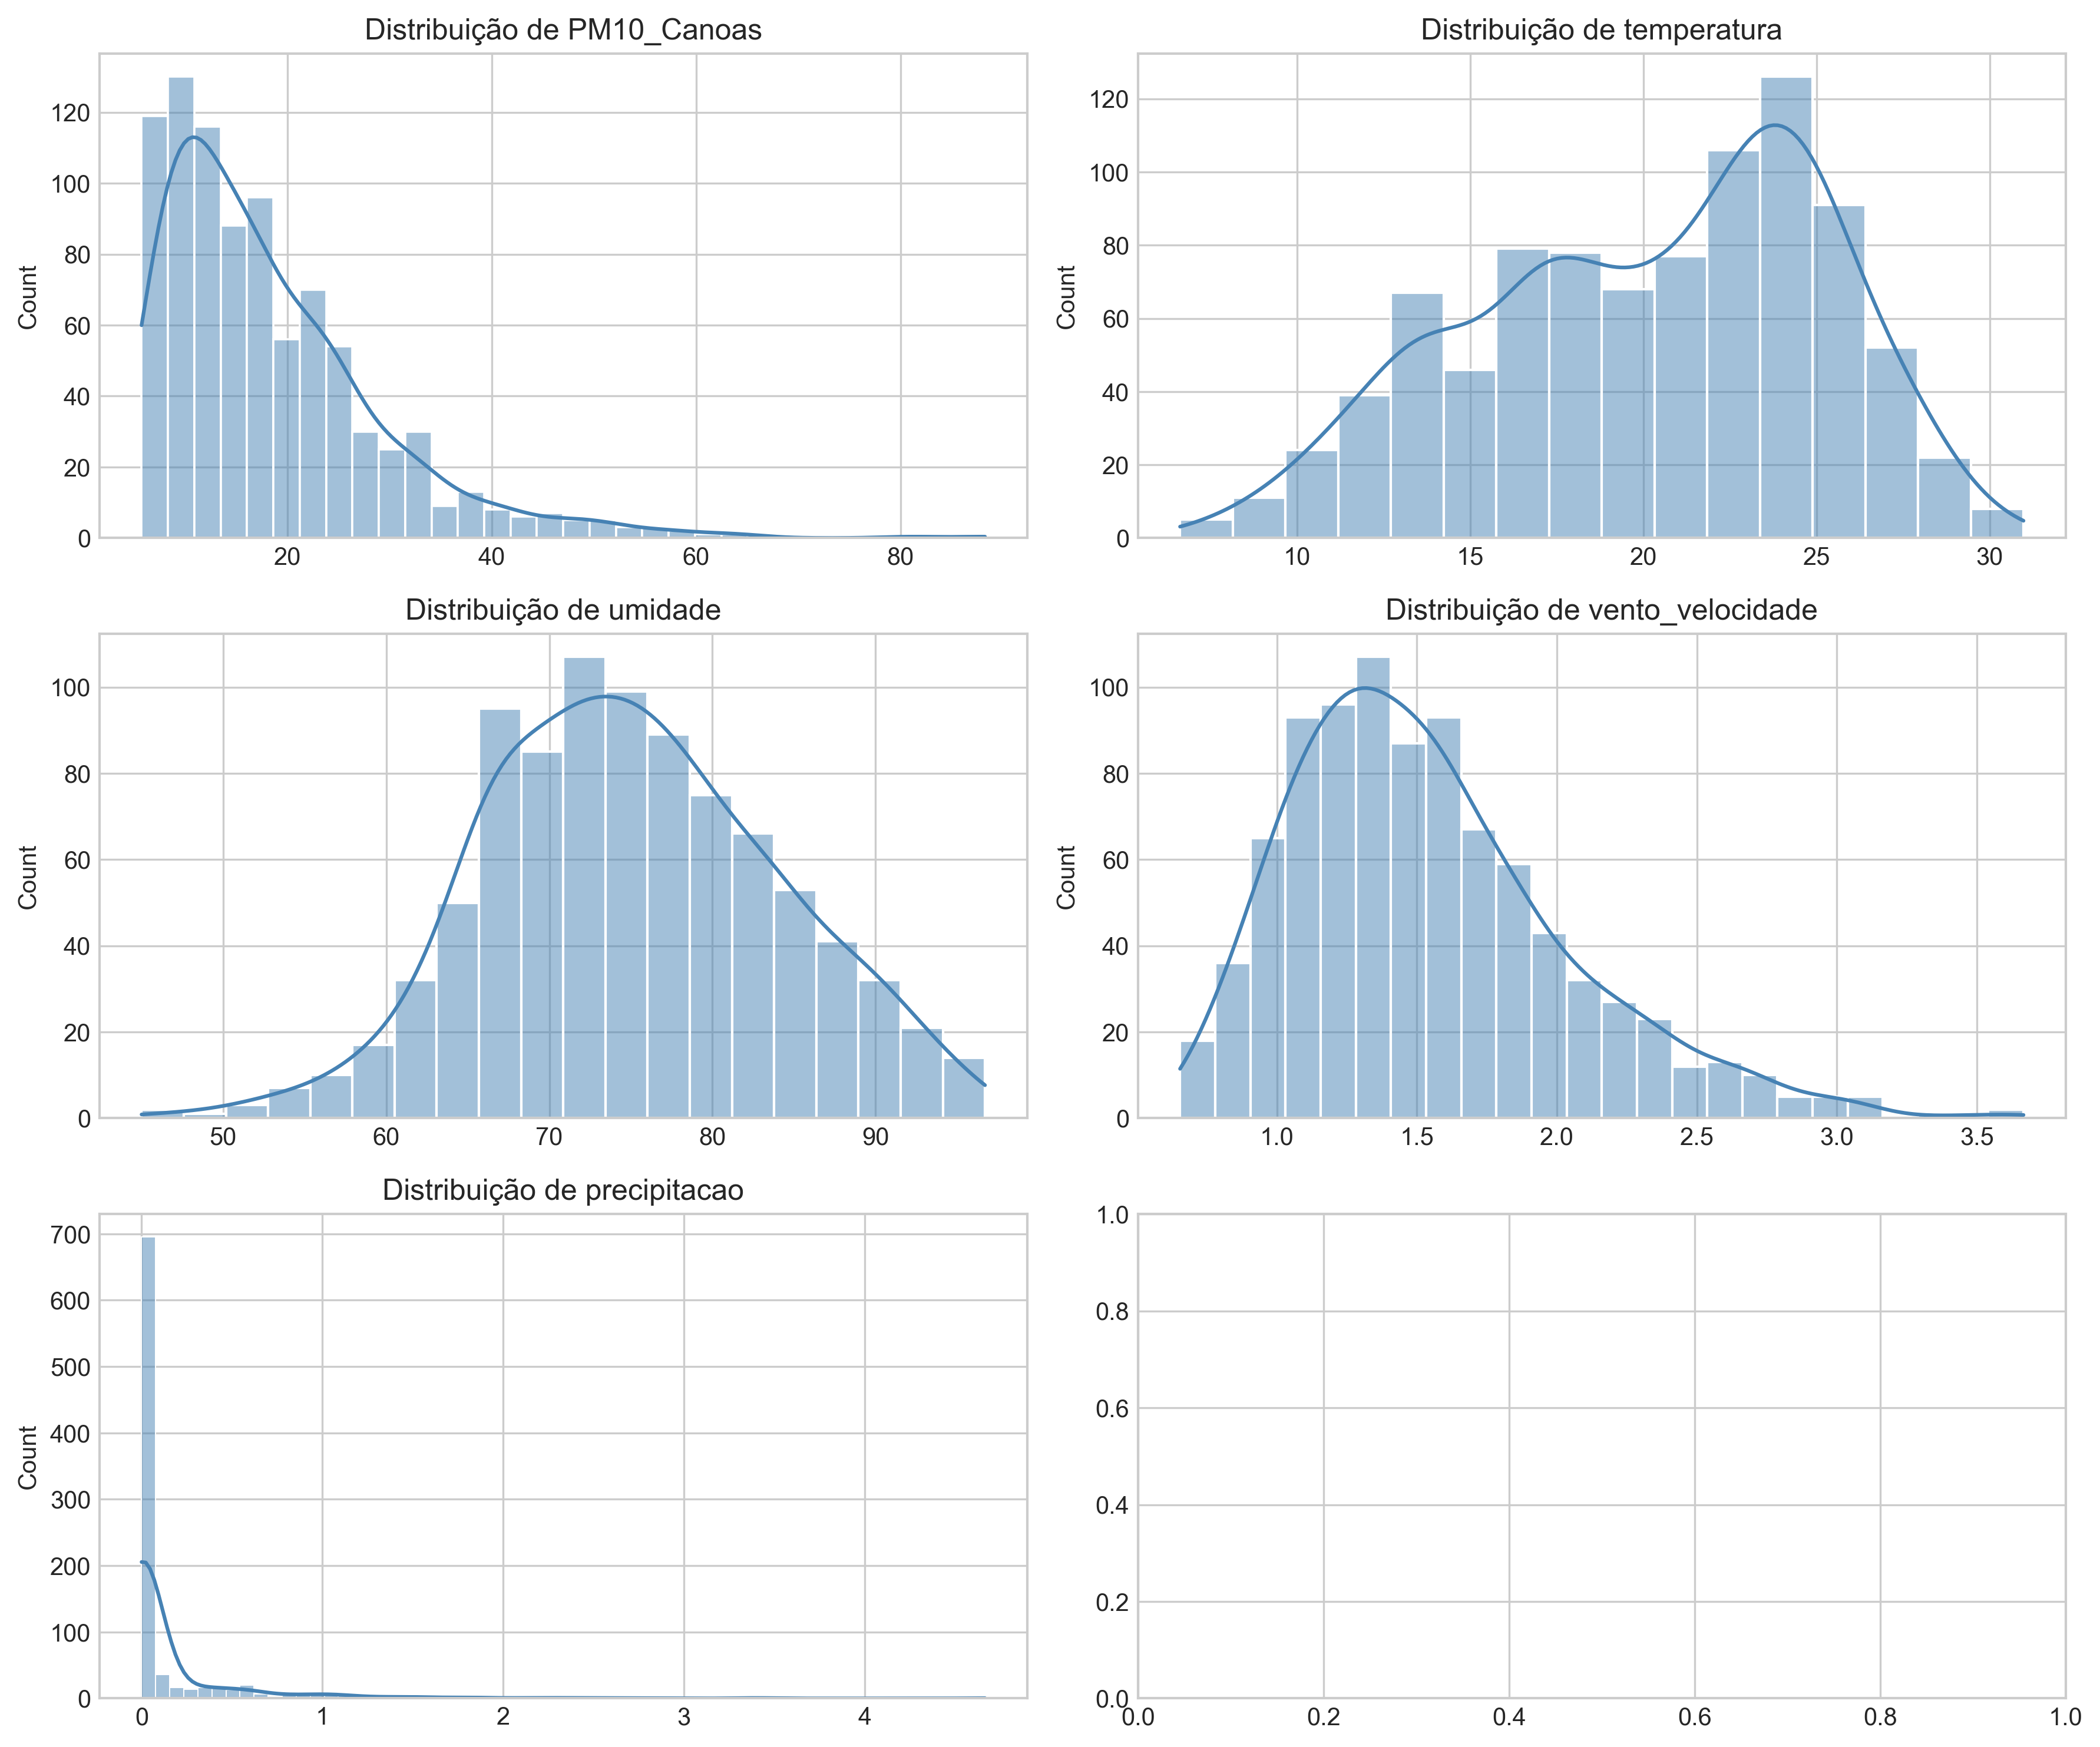 Distribuição de PM10_Canoas
Count
120
100
80
60
40
20
0
20 40 60 80
Distribuição de temperatura
Count
120
100
80
60
40
20
0
10 15 20 25 30
Distribuição de umidade
Count
100
80
60
40
20
0
50 60 70 80 90
Distribuição de vento_velocidade
Count
100
80
60
40
20
0
1.0 1.5 2.0 2.5 3.0 3.5
Distribuição de precipitacao
Count
700
600
500
400
300
200
100
0
0 1 2 3 4
1.0
0.8
0.6
0.4
0.2
0.0
0.0 0.2 0.4 0.6 0.8 1.0